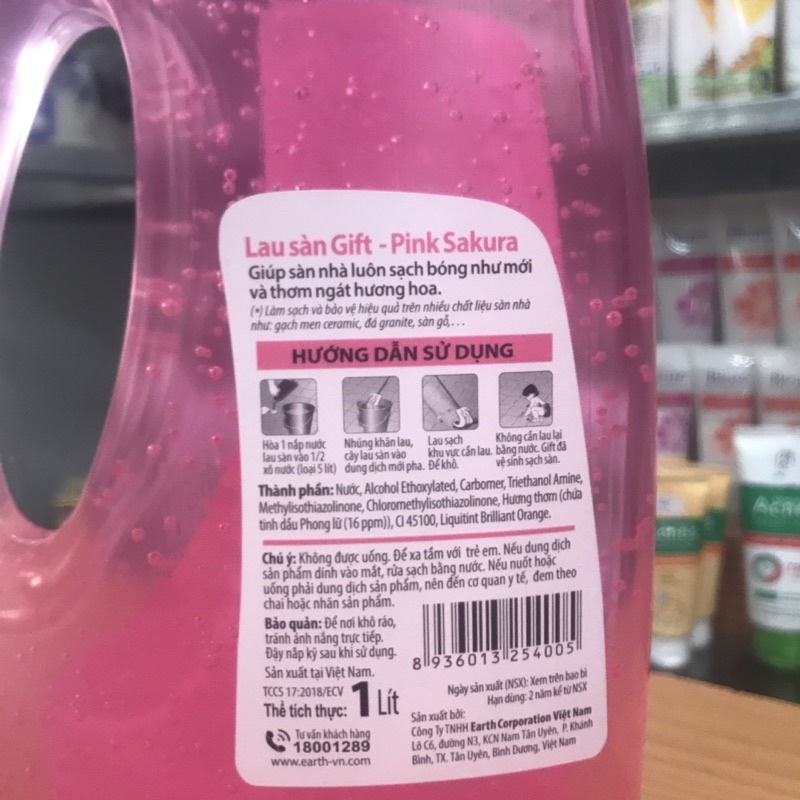 Lau sàn Gift - Pink Sakura
Giúp sàn nhà luôn sạch bóng như mới
và thơm ngát hương hoa.
(*) Làm sạch và bảo vệ hiệu quả trên nhiều chất liệu sàn nhà
như: gạch men ceramic, đá granite, sàn gỗ,...
HƯỚNG DẪN SỬ DỤNG
Hòa 1 nắp nước
lau sàn vào 1/2
xô nước (loại 5 lít)
Nhúng khăn lau,
cây lau sàn vào
dung dịch mới pha.
Lau sạch
khu vực cần lau.
Để khô.
Không cần lau lại
bằng nước. Gift đã
vệ sinh sạch sàn.
Thành phần: Nước, Alcohol Ethoxylated, Carbomer, Triethanol Amine,
Methylisothiazolinone, Chloromethylisothiazolinone, Hương thơm (chứa
tinh dầu Phong lữ (16 ppm)), CI 45100, Liquitint Brilliant Orange.
Chú ý: Không được uống. Để xa tầm với trẻ em. Nếu dung dịch
sản phẩm dính vào mắt, rửa sạch bằng nước. Nếu nuốt hoặc
uống phải dung dịch sản phẩm, nên đến cơ quan y tế, đem theo
chai hoặc nhãn sản phẩm.
Bảo quản: Để nơi khô ráo,
tránh ánh nắng trực tiếp.
Đậy nắp kỹ sau khi sử dụng.
Sản xuất tại Việt Nam.
TCCS 17:2018/ECV
Thể tích thực: 1 Lít
Tư vấn khách hàng
18001289
www.earth-vn.com
8 936013 254005
Ngày sản xuất (NSX): Xem trên bao bì
Hạn dùng: 2 năm kể từ NSX
Sản xuất bởi:
Công Ty TNHH Earth Corporation Việt Nam
Lô C6, đường N3, KCN Nam Tân Uyên, P. Khánh
Bình, TX. Tân Uyên, Bình Dương, Việt Nam